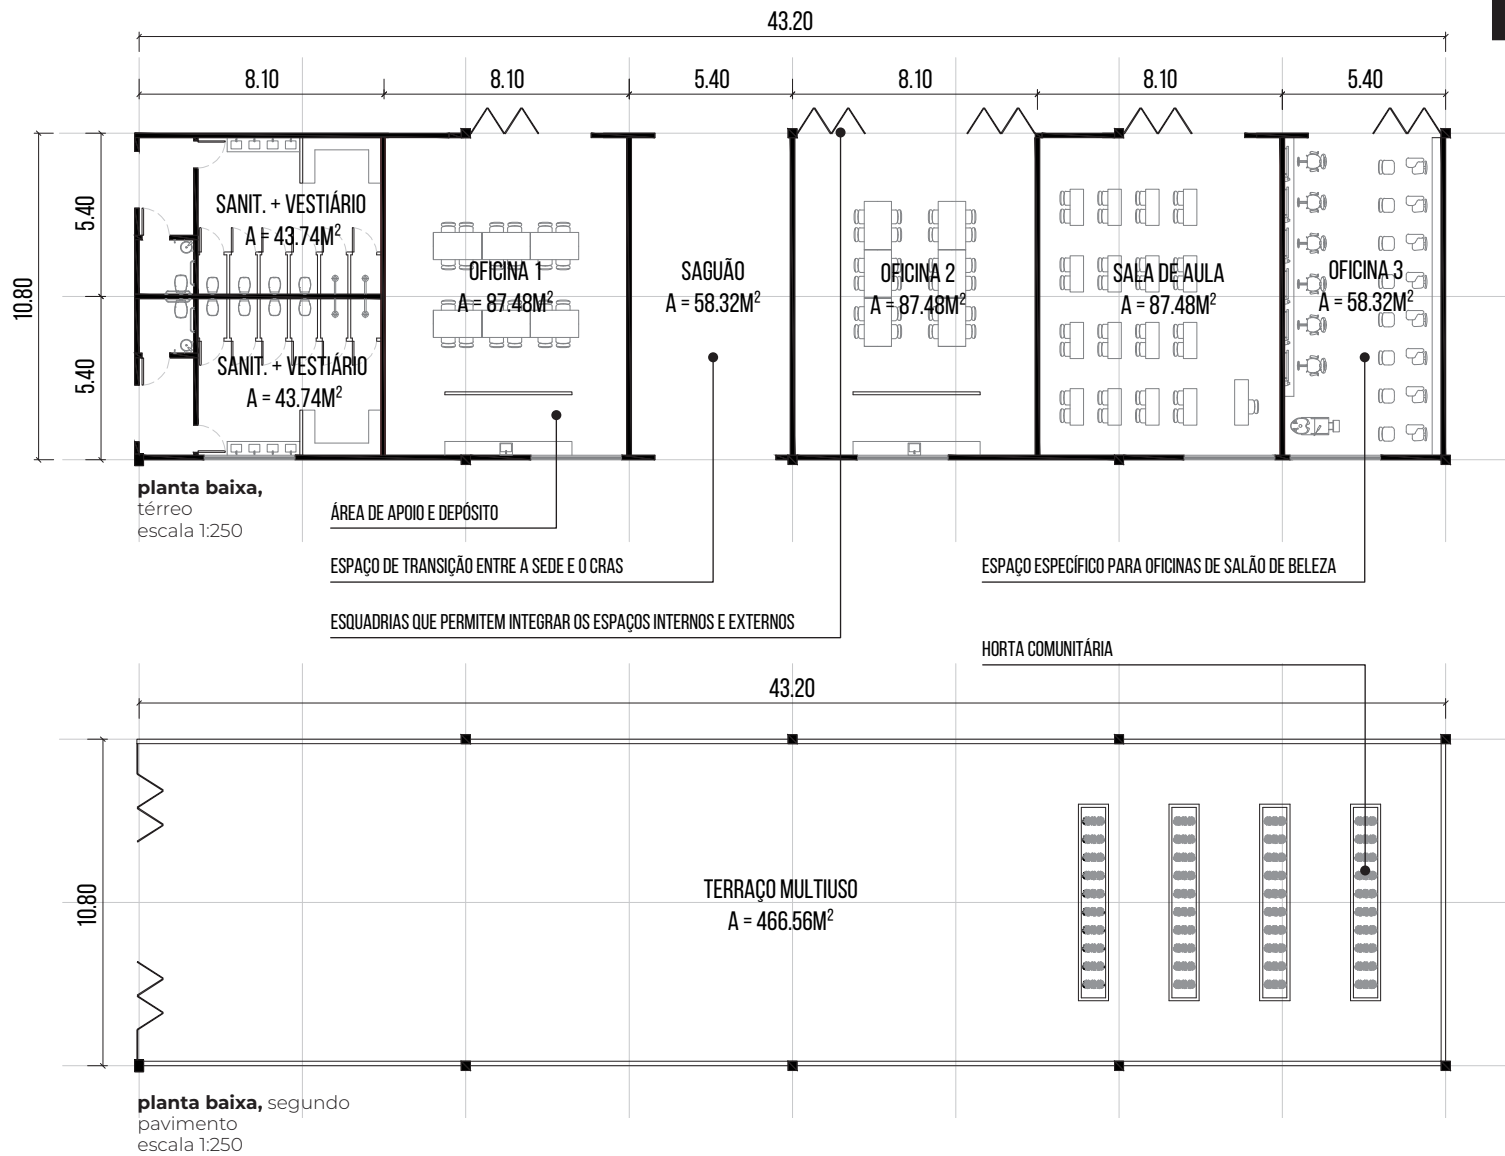 43.20
8.10
8.10
5.40
8.10
8.10
5.40
10.80
5.40
5.40
SANIT. + VESTIÁRIO
A = 43.74M²
SANIT. + VESTIÁRIO
A = 43.74M²
OFICINA 1
A = 87.48M²
SAGUÃO
A = 58.32M²
OFICINA 2
A = 87.48M²
SALA DE AULA
A = 87.48M²
OFICINA 3
A = 58.32M²
planta baixa,
térreo
escala 1:250
ÁREA DE APOIO E DEPÓSITO
ESPAÇO DE TRANSIÇÃO ENTRE A SEDE E O CRAS
ESQUADRIAS QUE PERMITEM INTEGRAR OS ESPAÇOS INTERNOS E EXTERNOS
ESPAÇO ESPECÍFICO PARA OFICINAS DE SALÃO DE BELEZA
HORTA COMUNITÁRIA
43.20
10.80
TERRAÇO MULTIUSO
A = 466.56M²
planta baixa, segundo
pavimento
escala 1:250